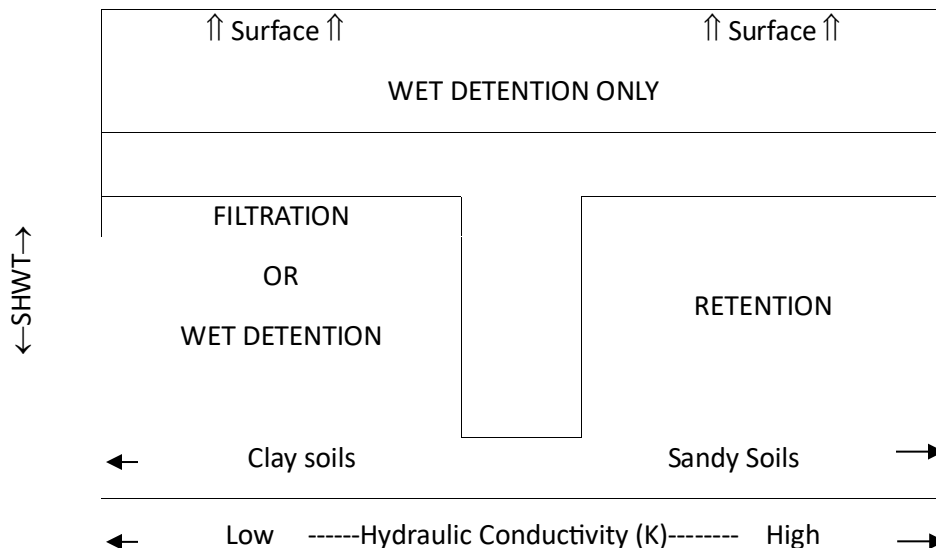 ⇑ Surface ⇑ ⇑ Surface ⇑
WET DETENTION ONLY
FILTRATION
OR
WET DETENTION
RETENTION
←SHWT→
Clay soils Sandy Soils
Low ------Hydraulic Conductivity (K)-------- High